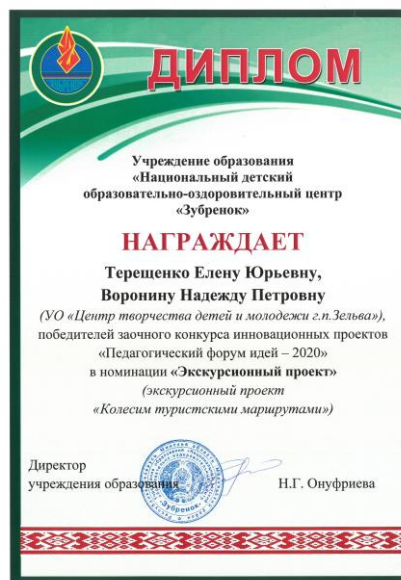 ДИПЛОМ
Учреждение образования
«Национальный детский
образовательно-оздоровительный центр
«Зубренок»
НАГРАЖДАЕТ
Терещенко Елену Юрьевну,
Воронину Надежду Петровну
(УО «Центр творчества детей и молодежи г.п.Зельва»),
победителей заочного конкурса инновационных проектов
«Педагогический форум идей – 2020»
в номинации «Экскурсионный проект»
(экскурсионный проект
«Колесим туристскими маршрутами»)
Директор
учреждения образования Н.Г. Онуфриева
"Зубренок"